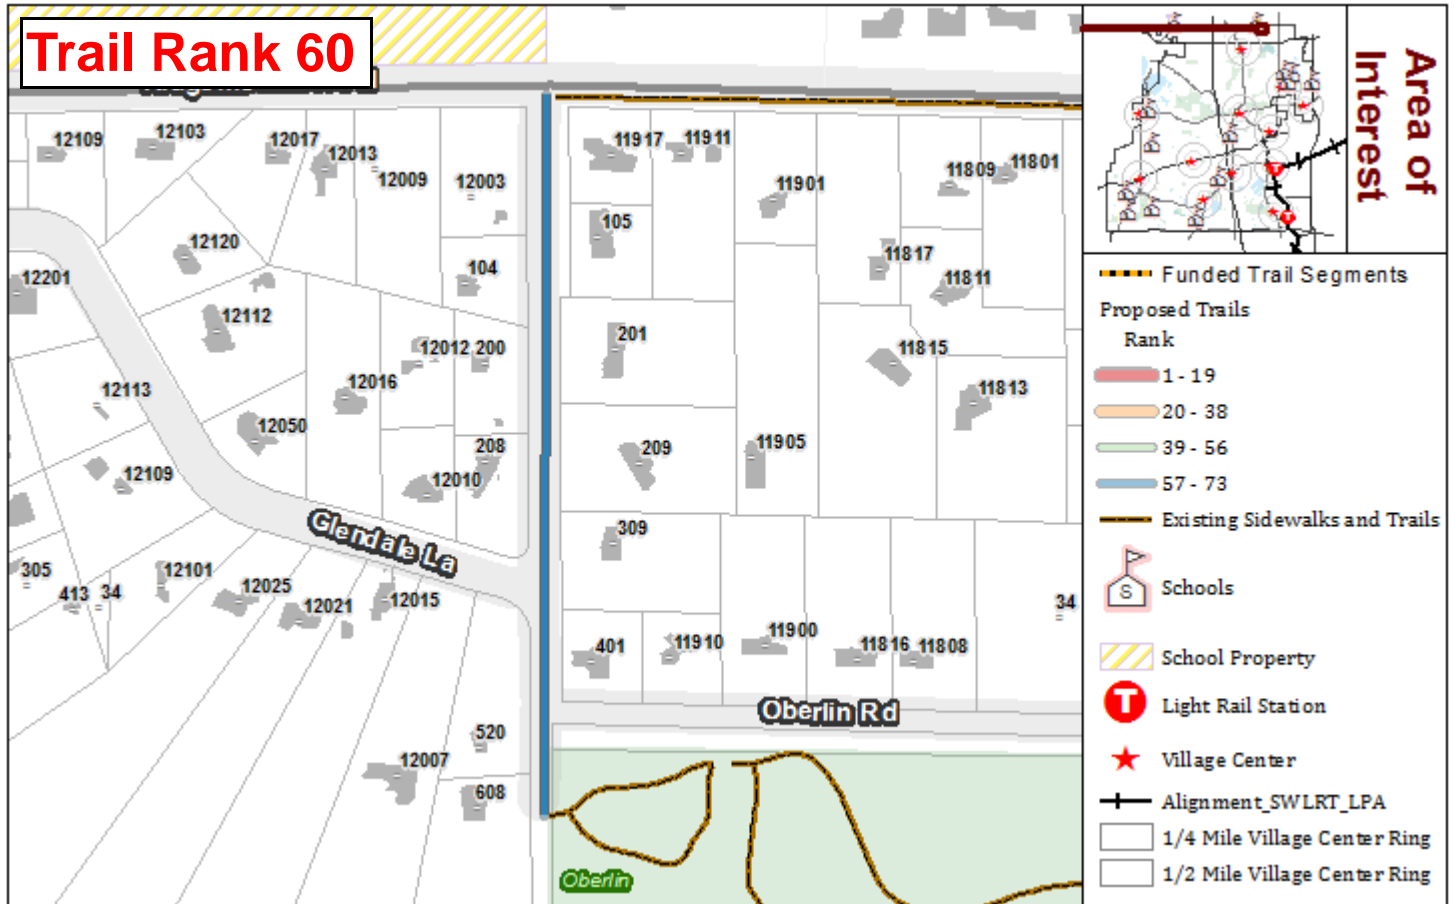 Trail Rank 60
12109
12103
12017
12013
12009
12003
11917
11911
11901
11809
11801
105
12120
104
11817
11811
12201
12112
201
12012
200
11815
12016
11813
12113
12050
208
209
11905
12109
12010
Glendale La
309
305
413
34
12101
12025
12021
12015
34
401
11910
11900
11816
11808
Oberlin Rd
520
12007
608
Oberlin
Area of
Interest
T
T
Funded Trail Segments
Proposed Trails
Rank
1 - 19
20 - 38
39 - 56
57 - 73
Existing Sidewalks and Trails
S
Schools
School Property
T
Light Rail Station
Village Center
Alignment_SWLRT_LPA
1/4 Mile Village Center Ring
1/2 Mile Village Center Ring